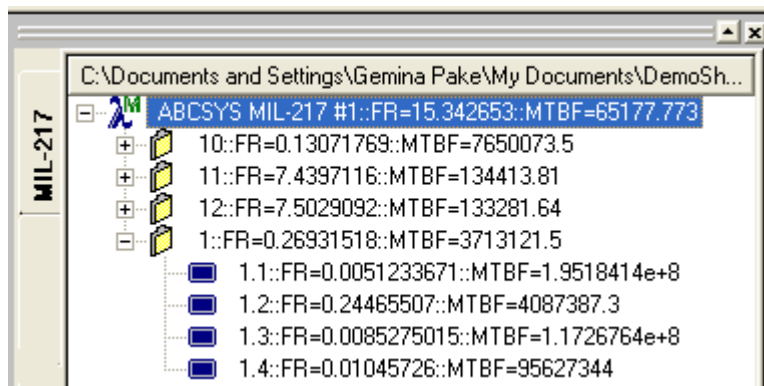 C:\Documents and Settings\Gemina Pake\My Documents\DemoSh...
MIL-217
λM ABCSYS MIL-217 #1::FR=15.342653::MTBF=65177.773
10::FR=0.13071769::MTBF=7650073.5
11::FR=7.4397116::MTBF=134413.81
12::FR=7.5029092::MTBF=133281.64
1::FR=0.26931518::MTBF=3713121.5
1.1::FR=0.0051233671::MTBF=1.9518414e+8
1.2::FR=0.24465507::MTBF=4087387.3
1.3::FR=0.0085275015::MTBF=1.1726764e+8
1.4::FR=0.01045726::MTBF=95627344